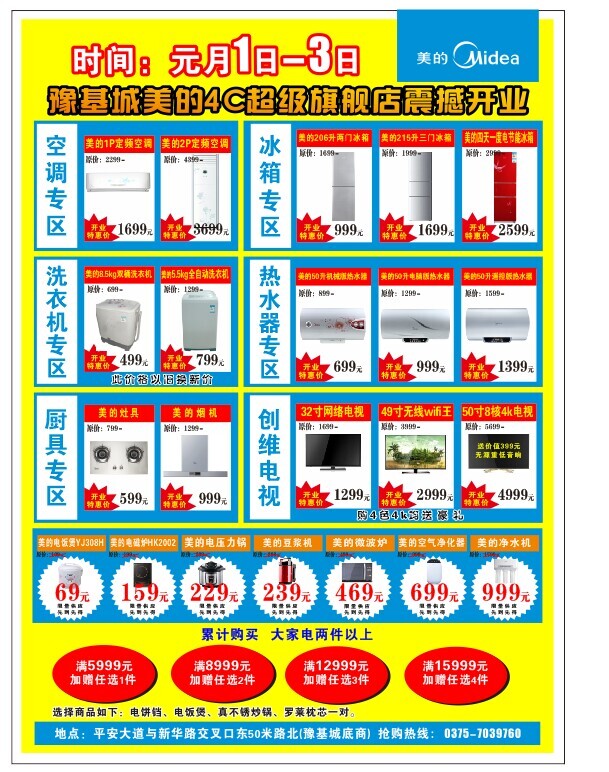 时间：元月1日—3日
美的 Midea
豫基城美的4C超级旗舰店震撼开业
空调专区
美的1P定频空调
原价：2299-
开业特惠价 1699元
美的2P定频空调
原价：4399-
开业特惠价 3699元
冰箱专区
美的206升两门冰箱
原价：1699-
开业特惠价 999元
美的215升三门冰箱
原价：1999-
开业特惠价 1699元
美的四天一度电节能冰箱
原价：2999-
开业特惠价 2599元
洗衣机专区
美的8.5kg双桶洗衣机
原价：699-
开业特惠价 499元
美的5.5kg全自动洗衣机
原价：1299-
开业特惠价 799元
此价格以旧换新价
热水器专区
美的50升机械版热水器
原价：899-
开业特惠价 699元
美的50升电脑版热水器
原价：1299-
开业特惠价 999元
美的50升遥控版热水器
原价：1599-
开业特惠价 1399元
厨具专区
美的灶具
原价：799-
开业特惠价 599元
美的烟机
原价：1299-
开业特惠价 999元
创维电视
32寸网络电视
原价：1699-
开业特惠价 1299元
49寸无线wifi王
原价：3999-
开业特惠价 2999元
50寸8核4k电视
原价：5699-
送价值399元
无源重低音响
开业特惠价 4999元
购4色4k均送豪礼
美的电饭煲YJ308H
69元
限量供应
先到先得
美的电磁炉HK2002
159元
限量供应
先到先得
美的电压力锅
229元
限量供应
先到先得
美的豆浆机
239元
限量供应
先到先得
美的微波炉
469元
限量供应
先到先得
美的空气净化器
699元
限量供应
先到先得
美的净水机
999元
限量供应
先到先得
累计购买 大家电两件以上
满5999元
加赠任选1件
满8999元
加赠任选2件
满12999元
加赠任选3件
满15999元
加赠任选4件
选择商品如下：电饼铛、电饭煲、真不锈炒锅、罗莱枕芯一对。
地点：平安大道与新华路交叉口东50米路北(豫基城底商) 抢购热线：0375-7039760